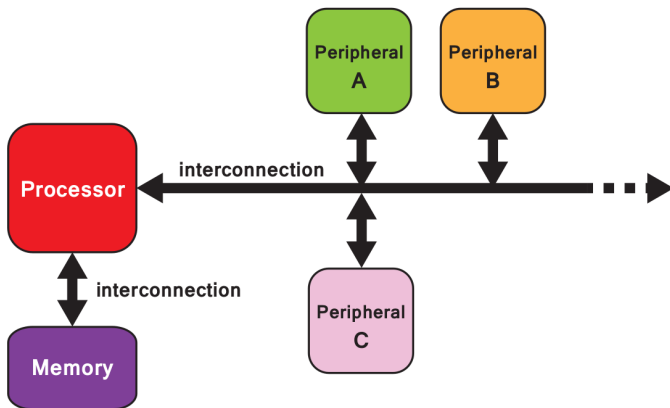 Peripheral
A
Peripheral
B
interconnection
Processor
interconnection
Peripheral
C
Memory